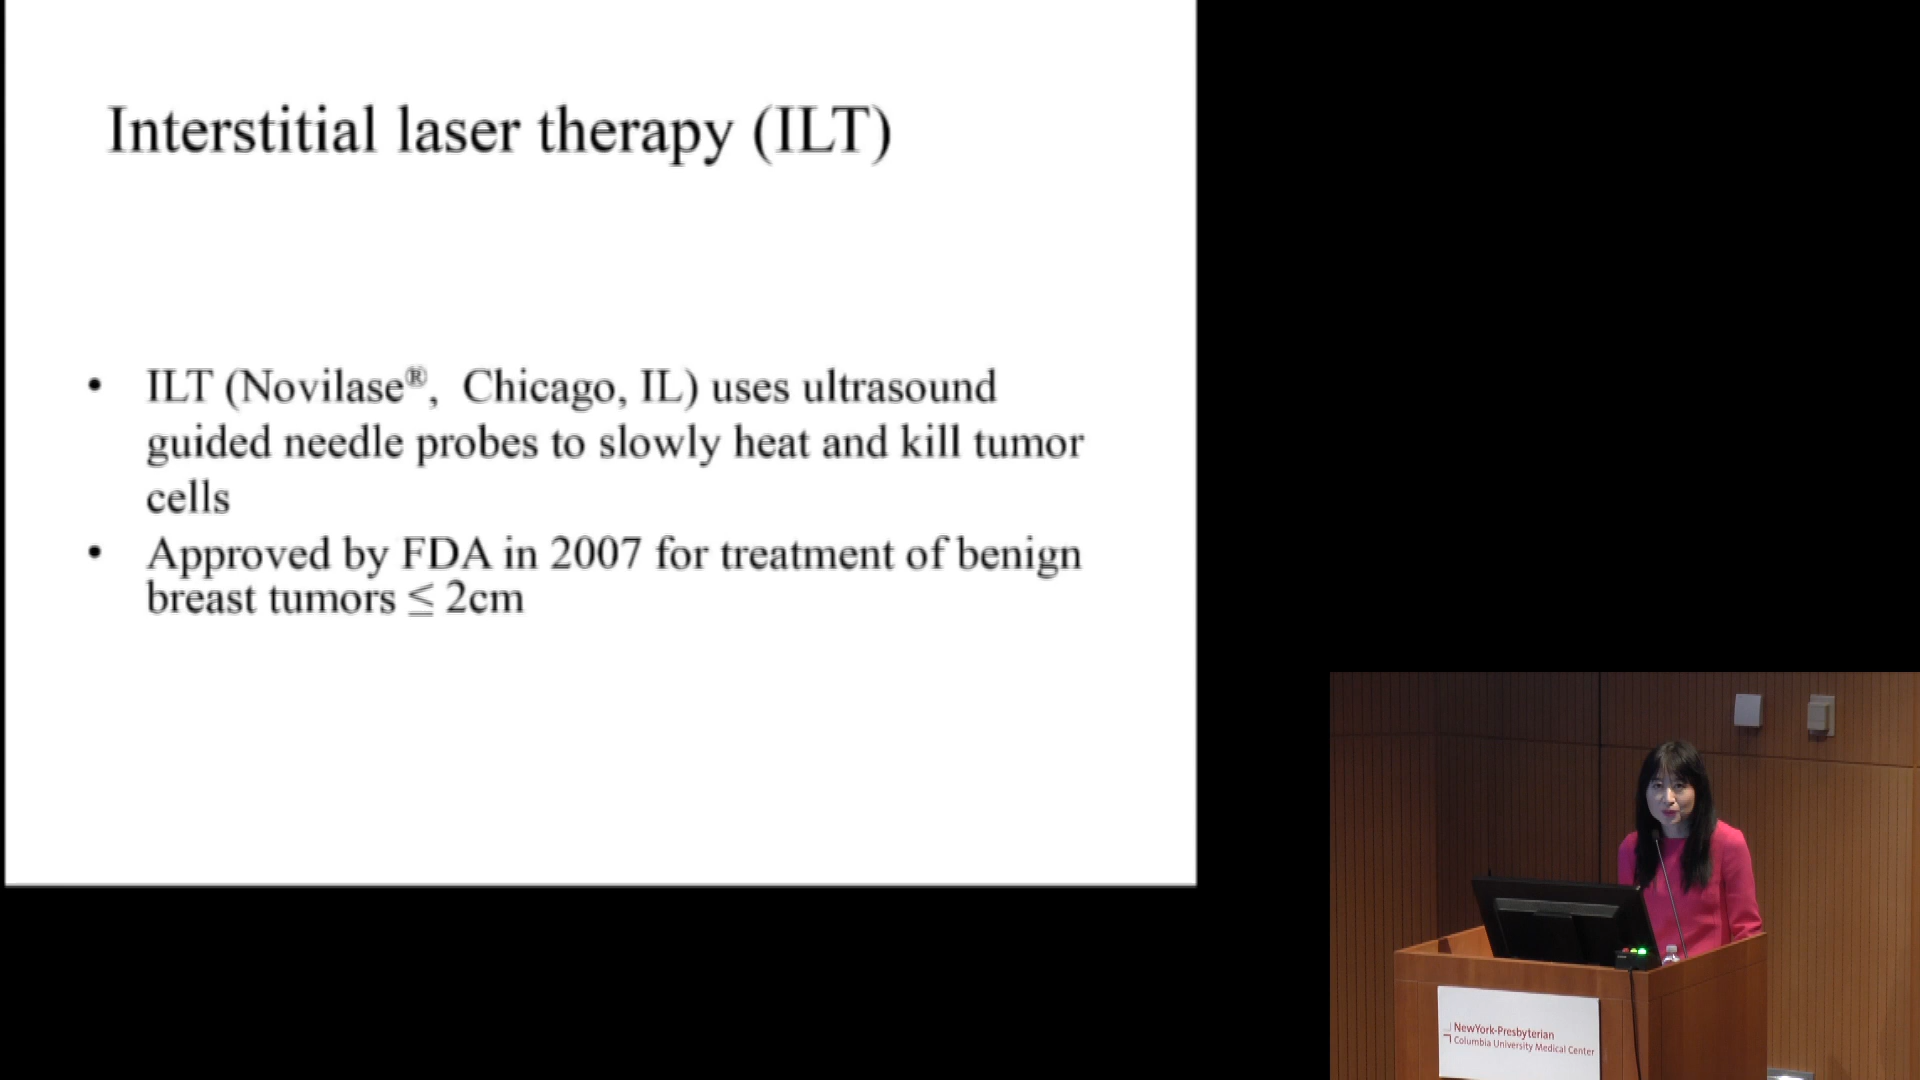 Interstitial laser therapy (ILT)
• ILT (Novilase®, Chicago, IL) uses ultrasound
guided needle probes to slowly heat and kill tumor
cells
• Approved by FDA in 2007 for treatment of benign
breast tumors ≦ 2cm
NewYork-Presbyterian
Columbia University Medical Center